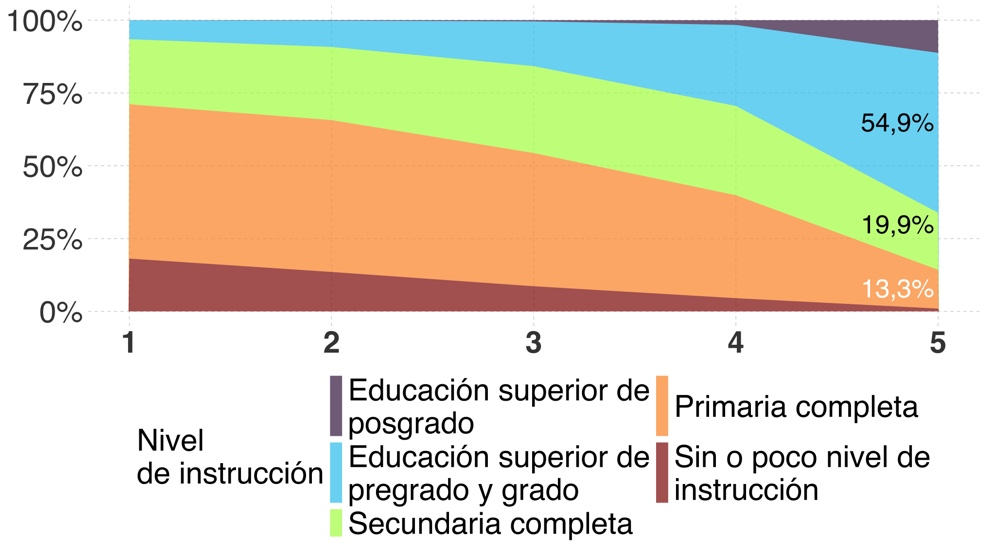 100%
75%
50%
25%
0%
54,9%
19,9%
13,3%
1 2 3 4 5
Nivel
de instrucción
Educación superior de
posgrado
Educación superior de
pregrado y grado
Secundaria completa
Primaria completa
Sin o poco nivel de
instrucción